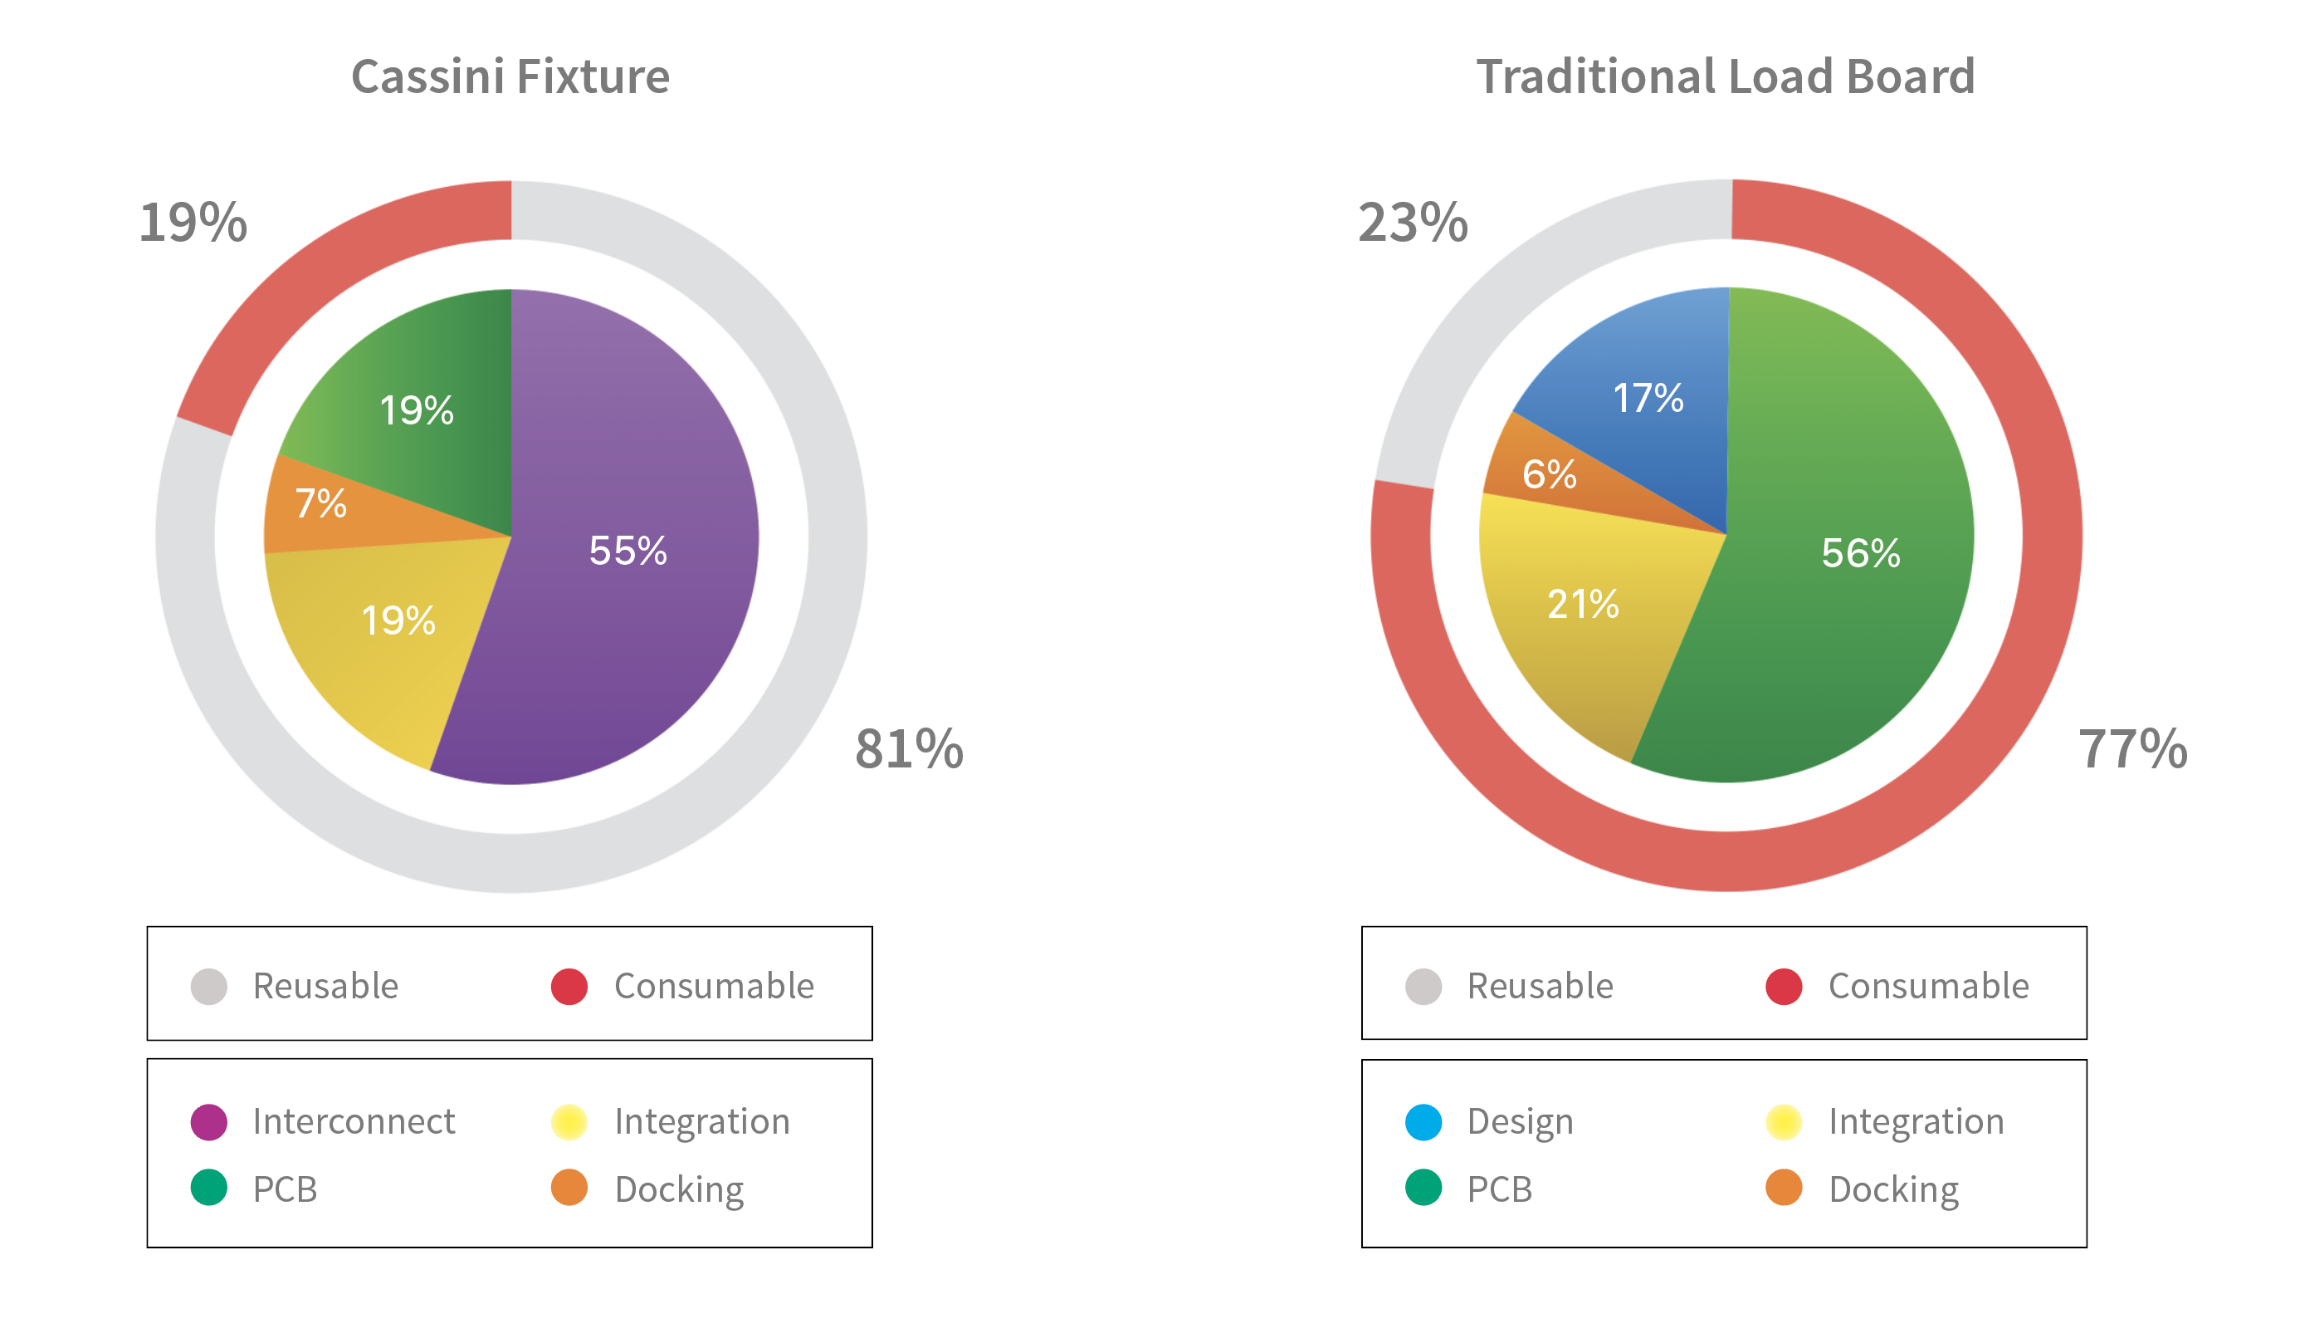 Cassini Fixture
19%
19%
7%
55%
19%
81%
Reusable
Consumable
Interconnect
Integration
PCB
Docking
Traditional Load Board
23%
17%
6%
56%
21%
77%
Reusable
Consumable
Design
Integration
PCB
Docking